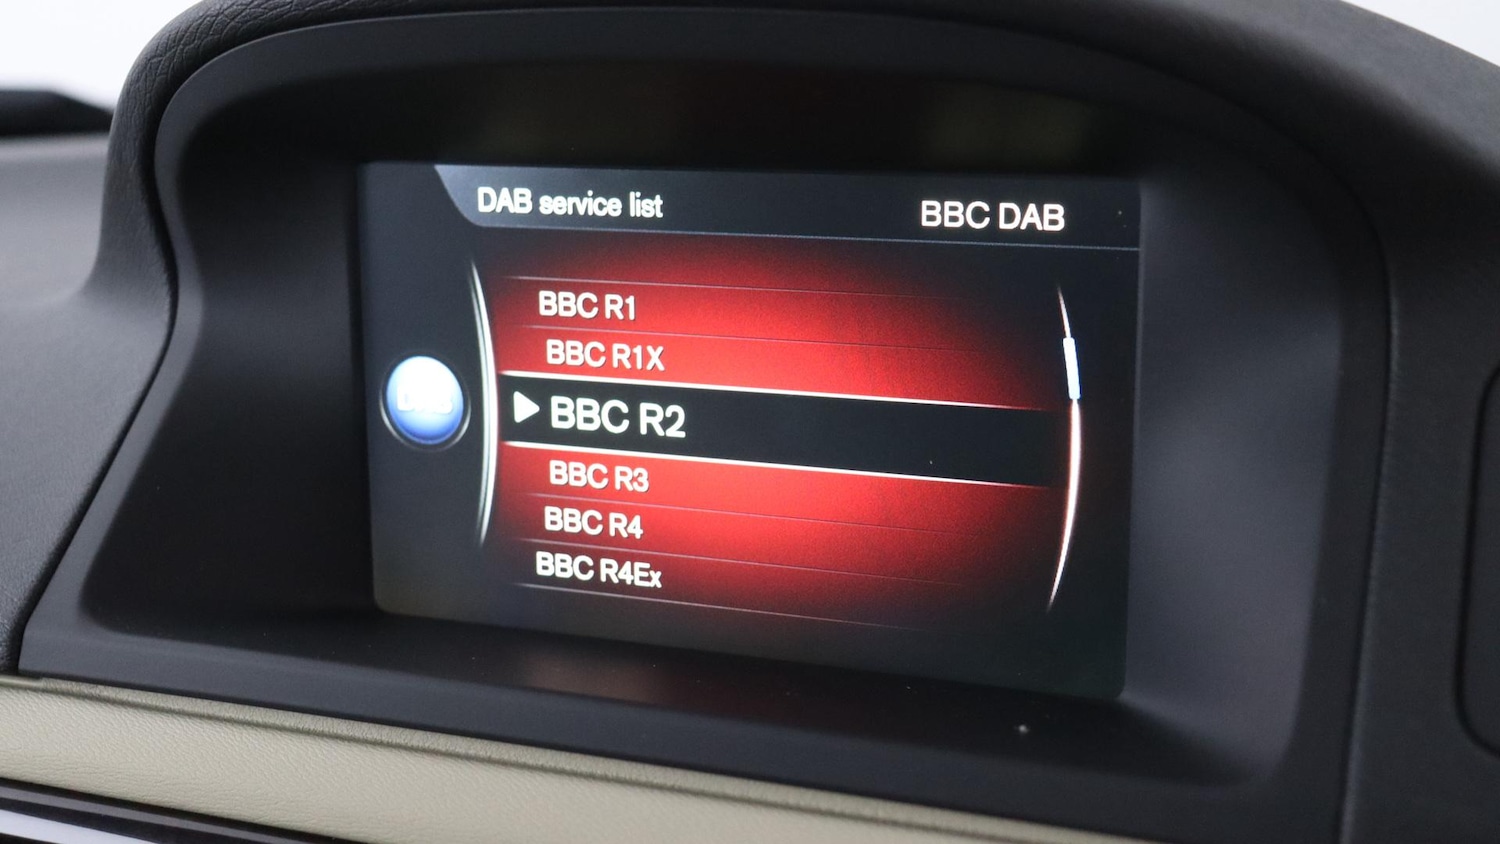 DAB service list
BBC DAB
BBC R1
BBC R1X
BBC R2
BBC R3
BBC R4
BBC R4Ex